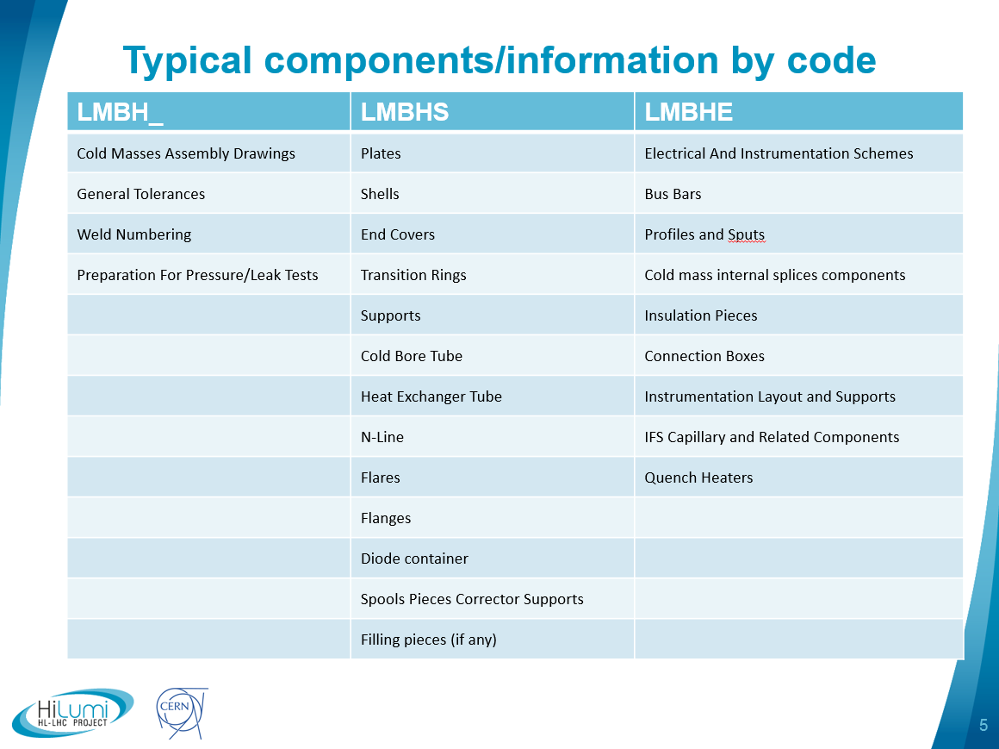 Typical components/information by code
LMBH_ LMBHS LMBHE
Cold Masses Assembly Drawings Plates Electrical And Instrumentation Schemes
General Tolerances Shells Bus Bars
Weld Numbering End Covers Profiles and Sputs
Preparation For Pressure/Leak Tests Transition Rings Cold mass internal splices components
Supports Insulation Pieces
Cold Bore Tube Connection Boxes
Heat Exchanger Tube Instrumentation Layout and Supports
N-Line IFS Capillary and Related Components
Flares Quench Heaters
Flanges
Diode container
Spools Pieces Corrector Supports
Filling pieces (if any)
HiLumi
HL-LHC PROJECT
CERN
5